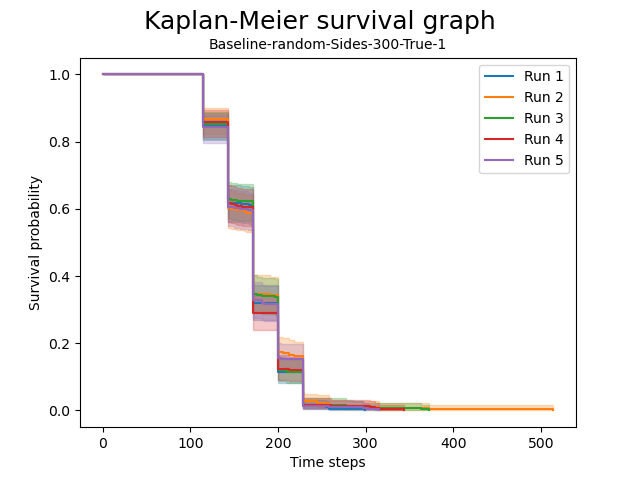 Kaplan-Meier survival graph
Baseline-random-Sides-300-True-1
Survival probability
1.0
0.8
0.6
0.4
0.2
0.0
Run 1
Run 2
Run 3
Run 4
Run 5
0 100 200 300 400 500
Time steps